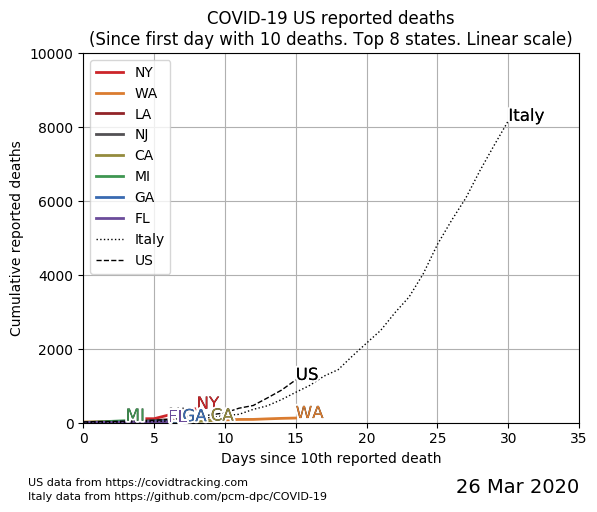 COVID-19 US reported deaths
(Since first day with 10 deaths. Top 8 states. Linear scale)
Cumulative reported deaths
10000
8000
6000
4000
2000
0
NY
WA
LA
NJ
CA
MI
GA
FL
Italy
US
Italy
US
NY
MI
GA
CA
WA
0 5 10 15 20 25 30 35
Days since 10th reported death
US data from https://covidtracking.com
Italy data from https://github.com/pcm-dpc/COVID-19
26 Mar 2020